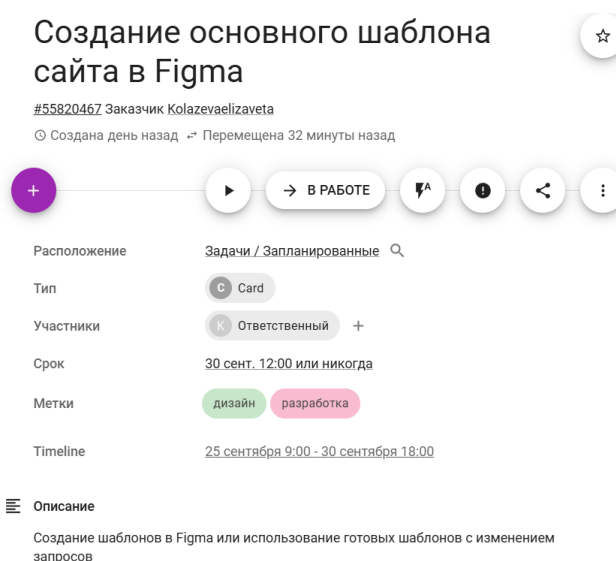 Создание основного шаблона
сайта в Figma
#55820467 Заказчик Kolazevaelizaveta
Создана день назад Перемещена 32 минуты назад
+ В РАБОТЕ A
Расположение Задачи / Запланированные
Тип C Card
Участники K Ответственный +
Срок 30 сент. 12:00 или никогда
Метки дизайн разработка
Timeline 25 сентября 9:00 - 30 сентября 18:00
Описание
Создание шаблонов в Figma или использование готовых шаблонов с изменением
запросов